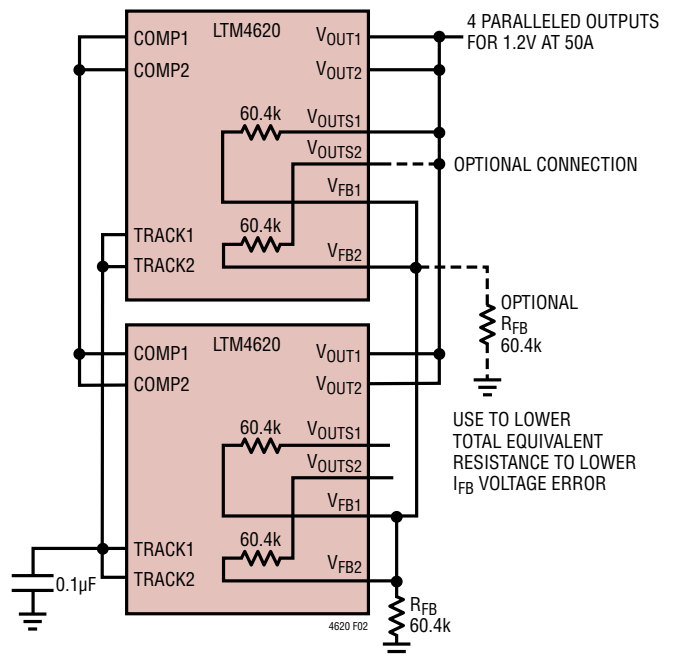 4 PARALLELED OUTPUTS
FOR 1.2V AT 50A
LTM4620
COMP1
COMP2
VOUT1
VOUT2
60.4k
VOUTS1
VOUTS2
VFB1
60.4k
VFB2
TRACK1
TRACK2
OPTIONAL CONNECTION
OPTIONAL
RFB
60.4k
LTM4620
COMP1
COMP2
VOUT1
VOUT2
60.4k
VOUTS1
VOUTS2
VFB1
60.4k
VFB2
TRACK1
TRACK2
USE TO LOWER
TOTAL EQUIVALENT
RESISTANCE TO LOWER
IFB VOLTAGE ERROR
0.1µF
RFB
60.4k
4620 F02